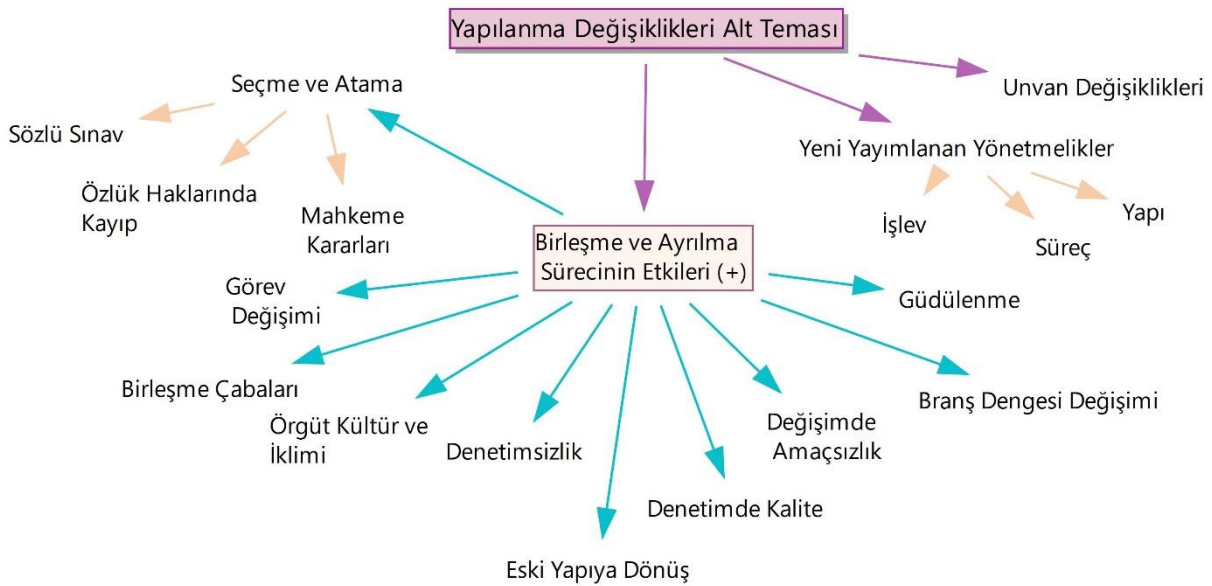 Yapılanma Değişiklikleri Alt Teması
Seçme ve Atama
Unvan Değişiklikleri
Sözlü Sınav
Yeni Yayımlanan Yönetmelikler
Özlük Haklarında
Kayıp
Mahkeme
Kararları
İşlev
Süreç
Yapı
Birleşme ve Ayrılma
Sürecinin Etkileri (+)
Görev
Değişimi
Güdülenme
Birleşme Çabaları
Örgüt Kültür ve
İklimi
Denetimsizlik
Değişimde
Amaçsızlık
Branş Dengesi Değişimi
Denetimde Kalite
Eski Yapıya Dönüş